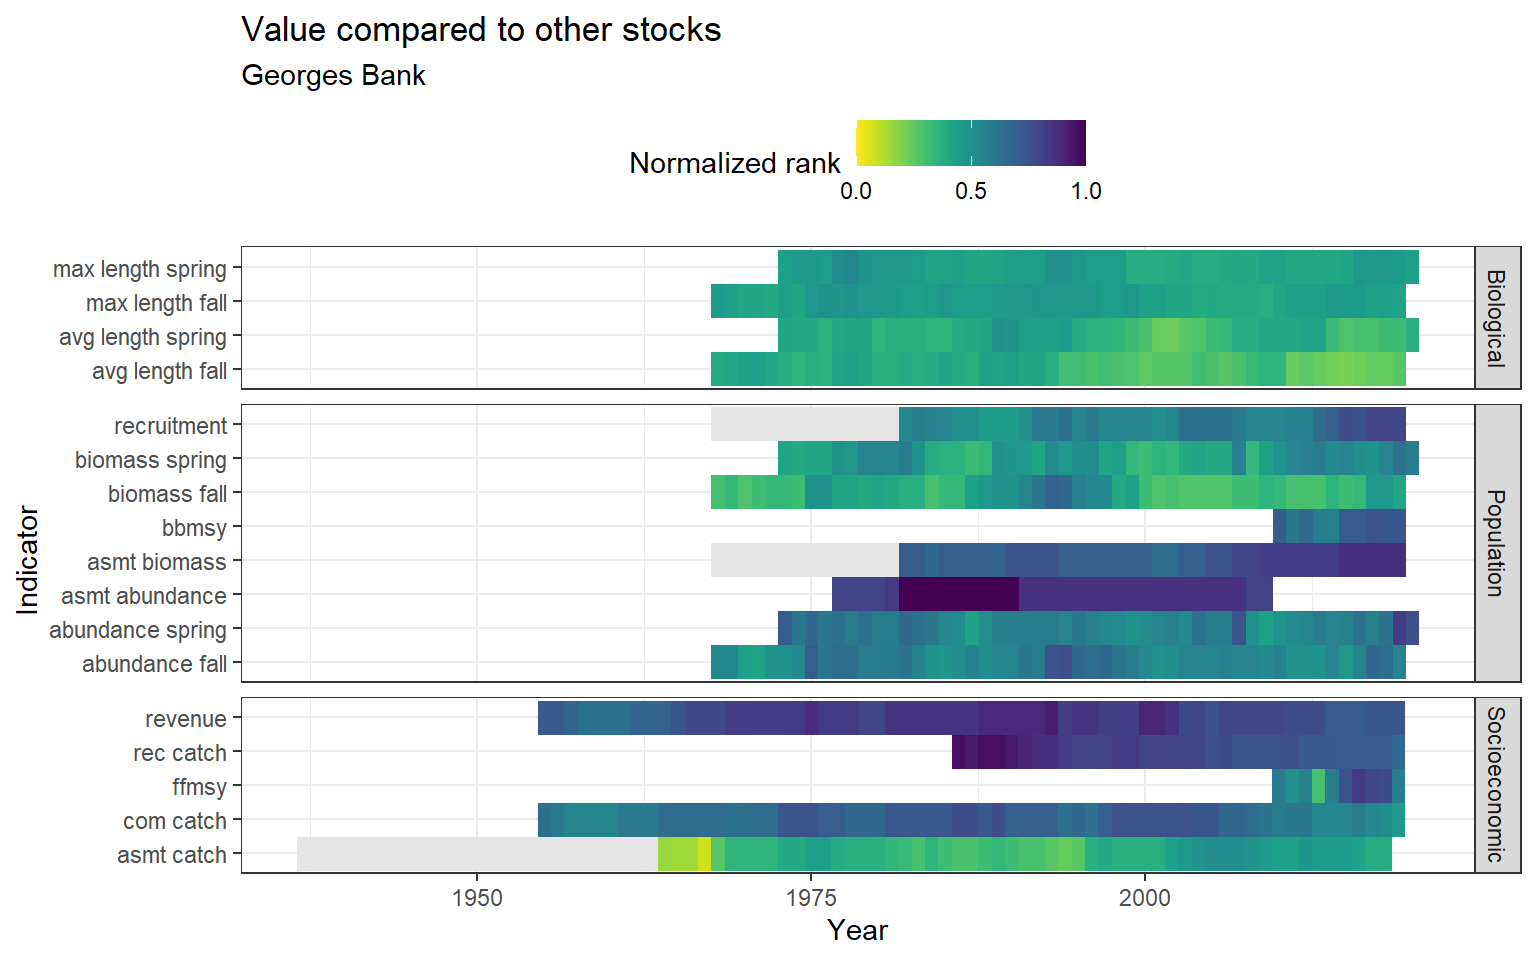 Value compared to other stocks
Georges Bank
Normalized rank
0.0 0.5 1.0
max length spring
max length fall
avg length spring
avg length fall
Biological
recruitment
biomass spring
biomass fall
bbmsy
asmt biomass
asmt abundance
abundance spring
abundance fall
Population
revenue
rec catch
ffmsy
com catch
asmt catch
Socioeconomic
Indicator
1950 1975 2000
Year